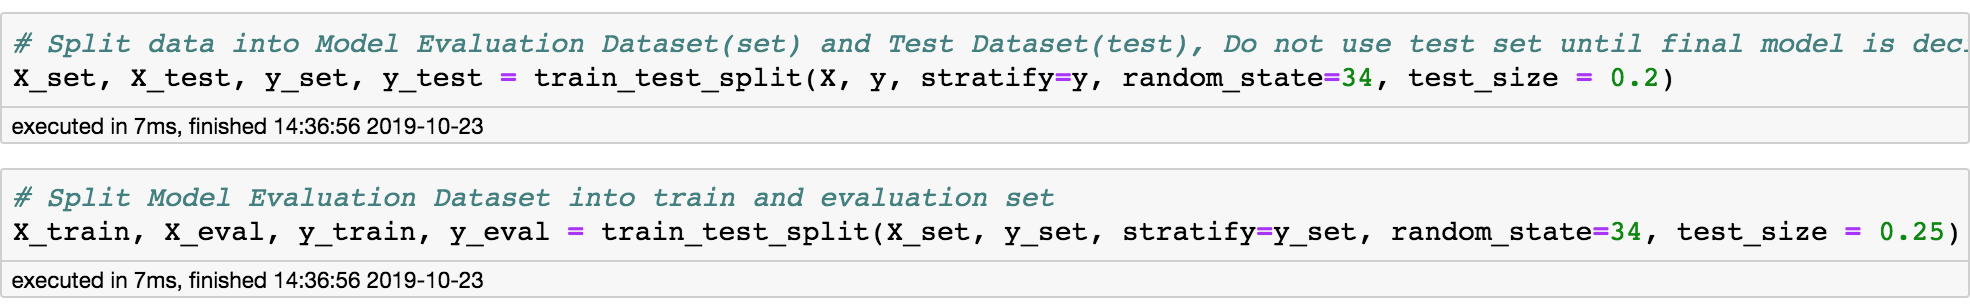 # Split data into Model Evaluation Dataset(set) and Test Dataset(test), Do not use test set until final model is
X_set, X_test, y_set, y_test = train_test_split(X, y, stratify=y, random_state=34, test_size = 0.2)
executed in 7ms, finished 14:36:56 2019-10-23
# Split Model Evaluation Dataset into train and evaluation set
X_train, X_eval, y_train, y_eval = train_test_split(X_set, y_set, stratify=y_set, random_state=34, test_size = 0.25)
executed in 7ms, finished 14:36:56 2019-10-23